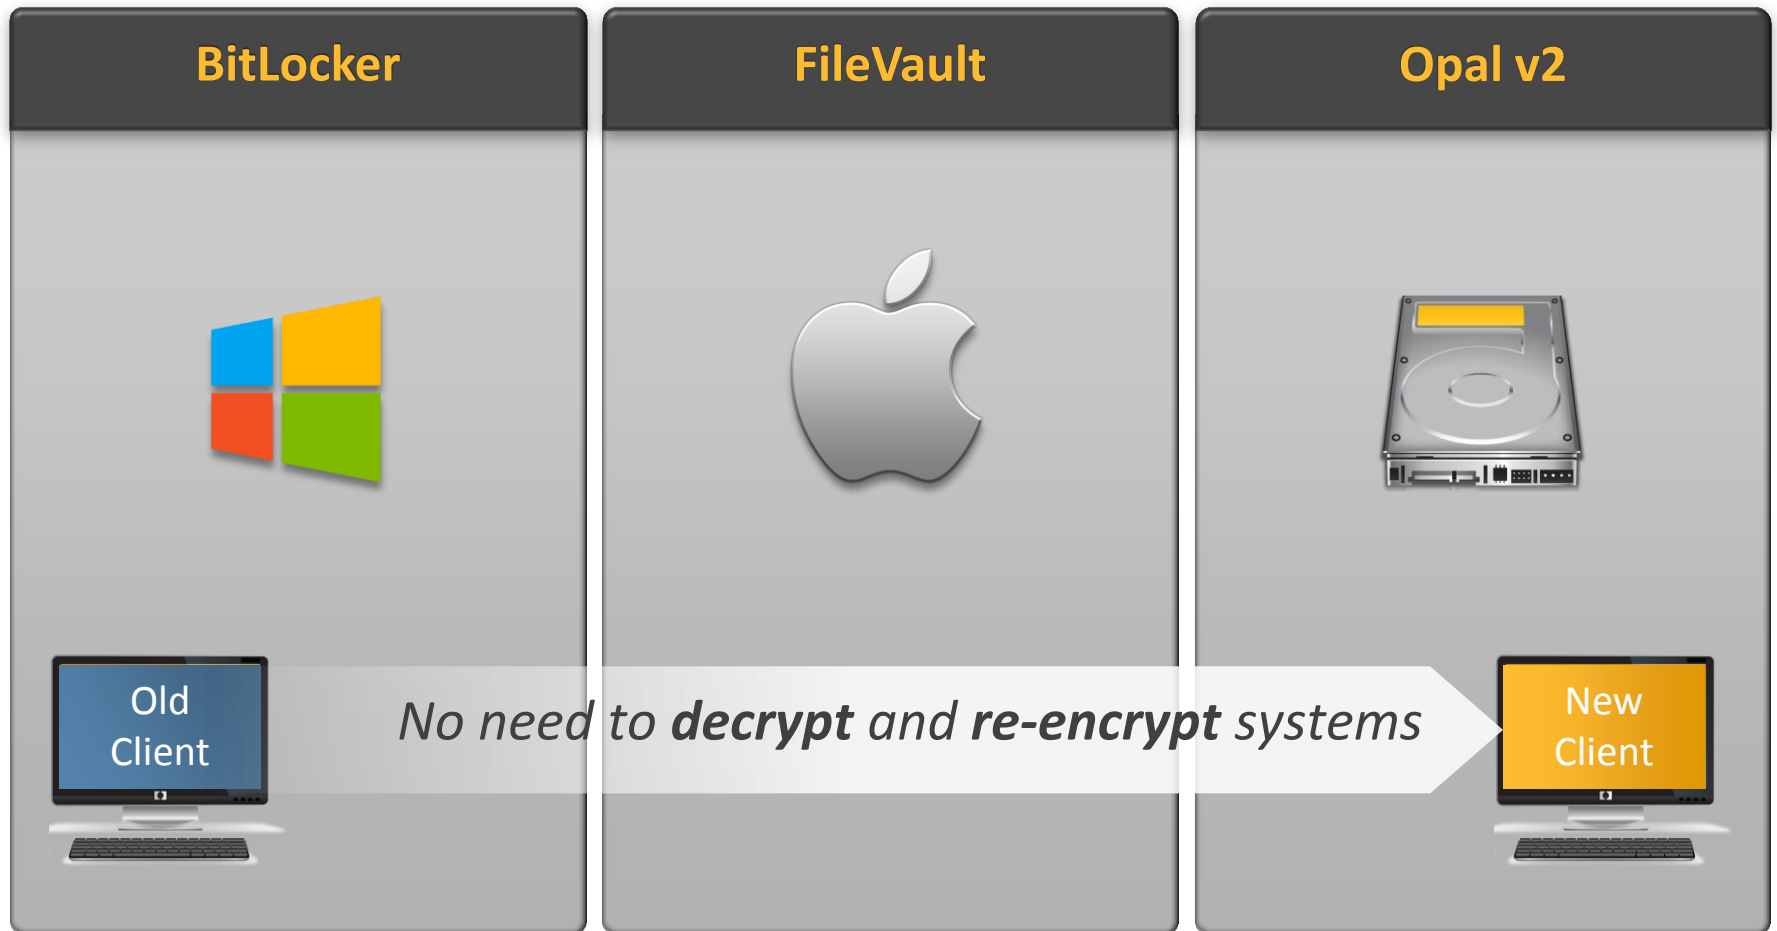 BitLocker
FileVault
Opal v2
Old
Client
No need to decrypt and re-encrypt systems
New
Client